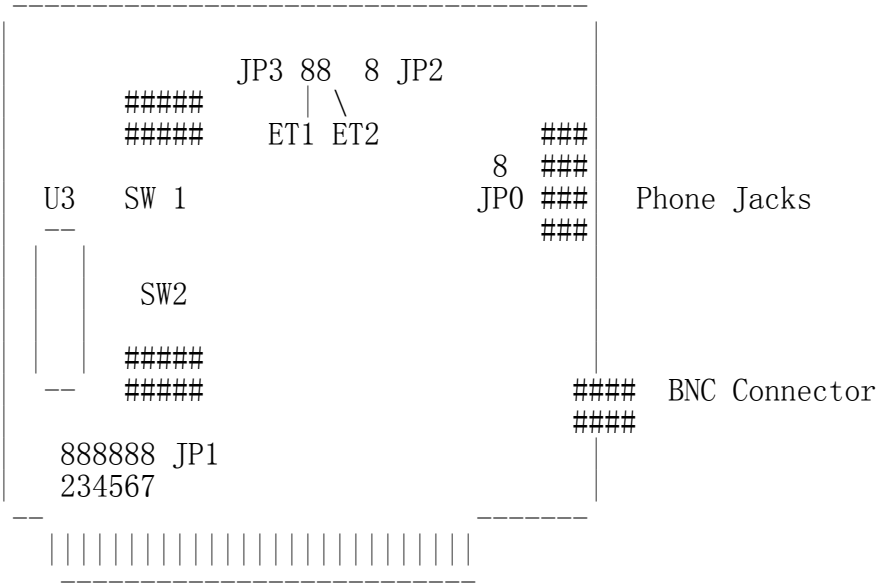 JP3 88 8 JP2
#####
##### ET1 ET2 ###
8 ###
U3 SW 1 JP0 ### Phone Jacks
###
SW2
#####
##### #### BNC Connector
####
888888 JP1
234567